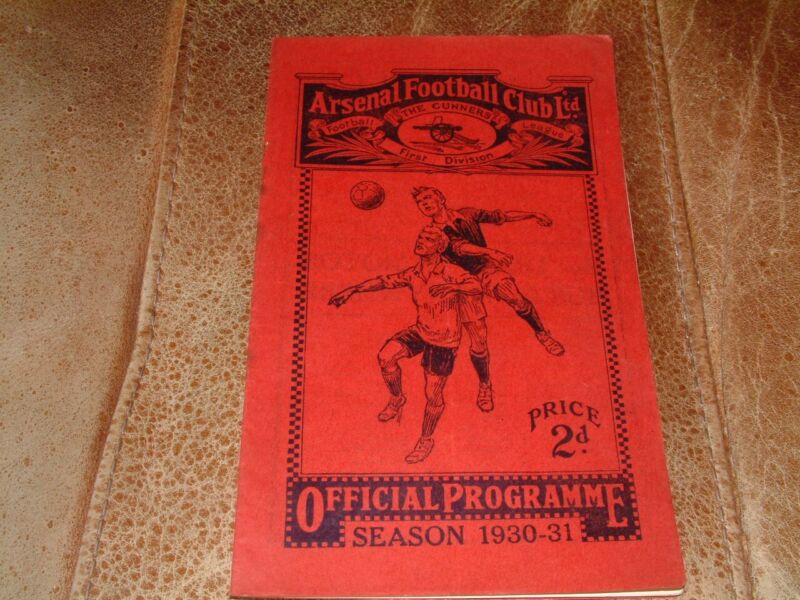 Arsenal Football Club Ltd.
THE GUNNERS
Football League
First Division
PRICE
2d.
OFFICIAL PROGRAMME
SEASON 1930-31